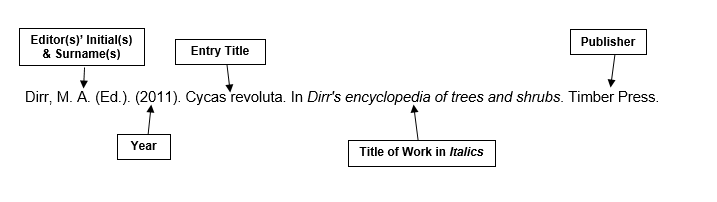 Editor(s)' Initial(s)
& Surname(s)
Entry Title
Publisher
Dirr, M. A. (Ed.). (2011). Cycas revoluta. In Dirr's encyclopedia of trees and shrubs. Timber Press.
Year
Title of Work in Italics